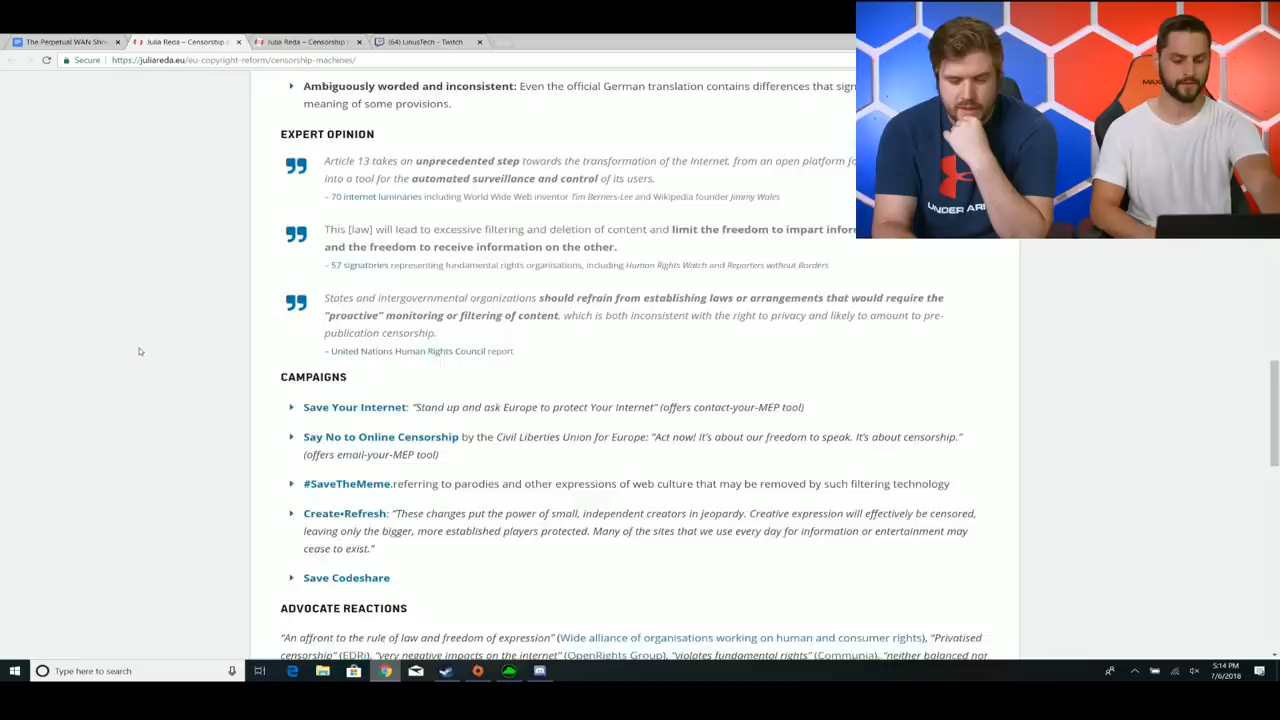 The Perpetual WAN Sho
Julia Reda – Censorship
Julia Reda – Censorship
(64) LinusTech - Twitch
Secure
https://juliareda.eu/eu-copyright-reform/censorship-machines/
Ambiguously worded and inconsistent: Even the official German translation contains differences that sign
meaning of some provisions.
EXPERT OPINION
Article 13 takes an unprecedented step towards the transformation of the Internet, from an open platform fo
into a tool for the automated surveillance and control of its users.
– 70 internet luminaries including World Wide Web inventor Tim Berners-Lee and Wikipedia founder Jimmy Wales
This [law] will lead to excessive filtering and deletion of content and limit the freedom to impart infor
and the freedom to receive information on the other.
– 57 signatories representing fundamental rights organisations, including Human Rights Watch and Reporters without Borders
States and intergovernmental organizations should refrain from establishing laws or arrangements that would require the
"proactive" monitoring or filtering of content, which is both inconsistent with the right to privacy and likely to amount to pre-
publication censorship.
– United Nations Human Rights Council report
CAMPAIGNS
Save Your Internet: "Stand up and ask Europe to protect Your Internet" (offers contact-your-MEP tool)
Say No to Online Censorship by the Civil Liberties Union for Europe: "Act now! It's about our freedom to speak. It's about censorship."
(offers email-your-MEP tool)
#SaveTheMeme.referring to parodies and other expressions of web culture that may be removed by such filtering technology
Create•Refresh: "These changes put the power of small, independent creators in jeopardy. Creative expression will effectively be censored,
leaving only the bigger, more established players protected. Many of the sites that we use every day for information or entertainment may
cease to exist."
Save Codeshare
ADVOCATE REACTIONS
"An affront to the rule of law and freedom of expression" (Wide alliance of organisations working on human and consumer rights), "Privatised
censorship" (EDRi), "very negative impacts on the internet" (OpenRights Group), "violates fundamental rights" (Communia), "neither balanced nor
UNDER AR
MAX
Type here to search
5:14 PM
7/6/2018